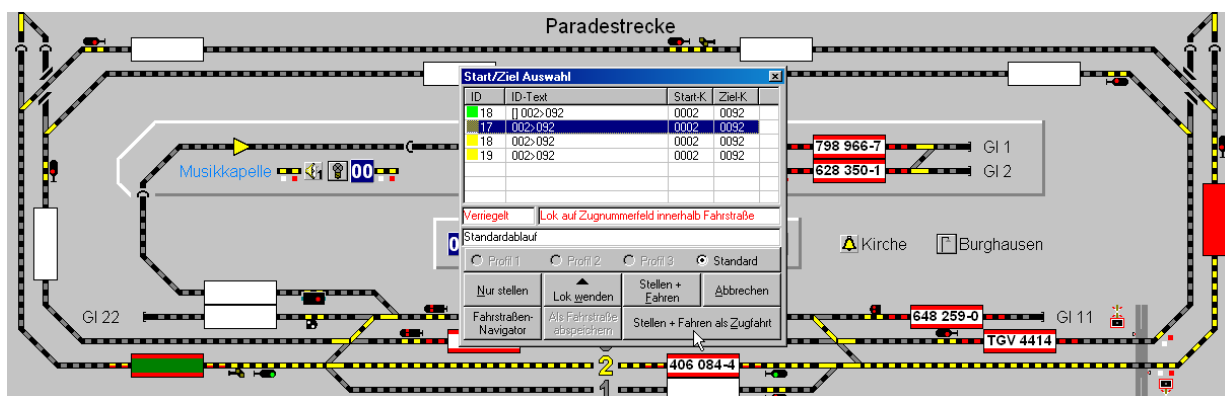 Paradestrecke
Start/Ziel Auswahl
ID ID-Text Start-K Ziel-K
18 [] 002>092 0002 0092
17 002>092 0002 0092
18 002>092 0002 0092
19 002>092 0002 0092
798 966-7 Gl 1
Musikkapelle 00 628 350-1 Gl 2
Verriegelt Lok auf Zugnummerfeld innerhalb Fahrstraße
Standardablauf
0 Kirche Burghausen
Profil 1 Profil 2 Profil 3 Standard
Nur stellen Lok wenden Stellen + Fahren Abbrechen
Gl 22 Fahrstraßen-Navigator Als Fahrstraße abspeichern Stellen + Fahren als Zugfahrt 648 259-0 Gl 11
TGV 4414
2 406 084-4
1